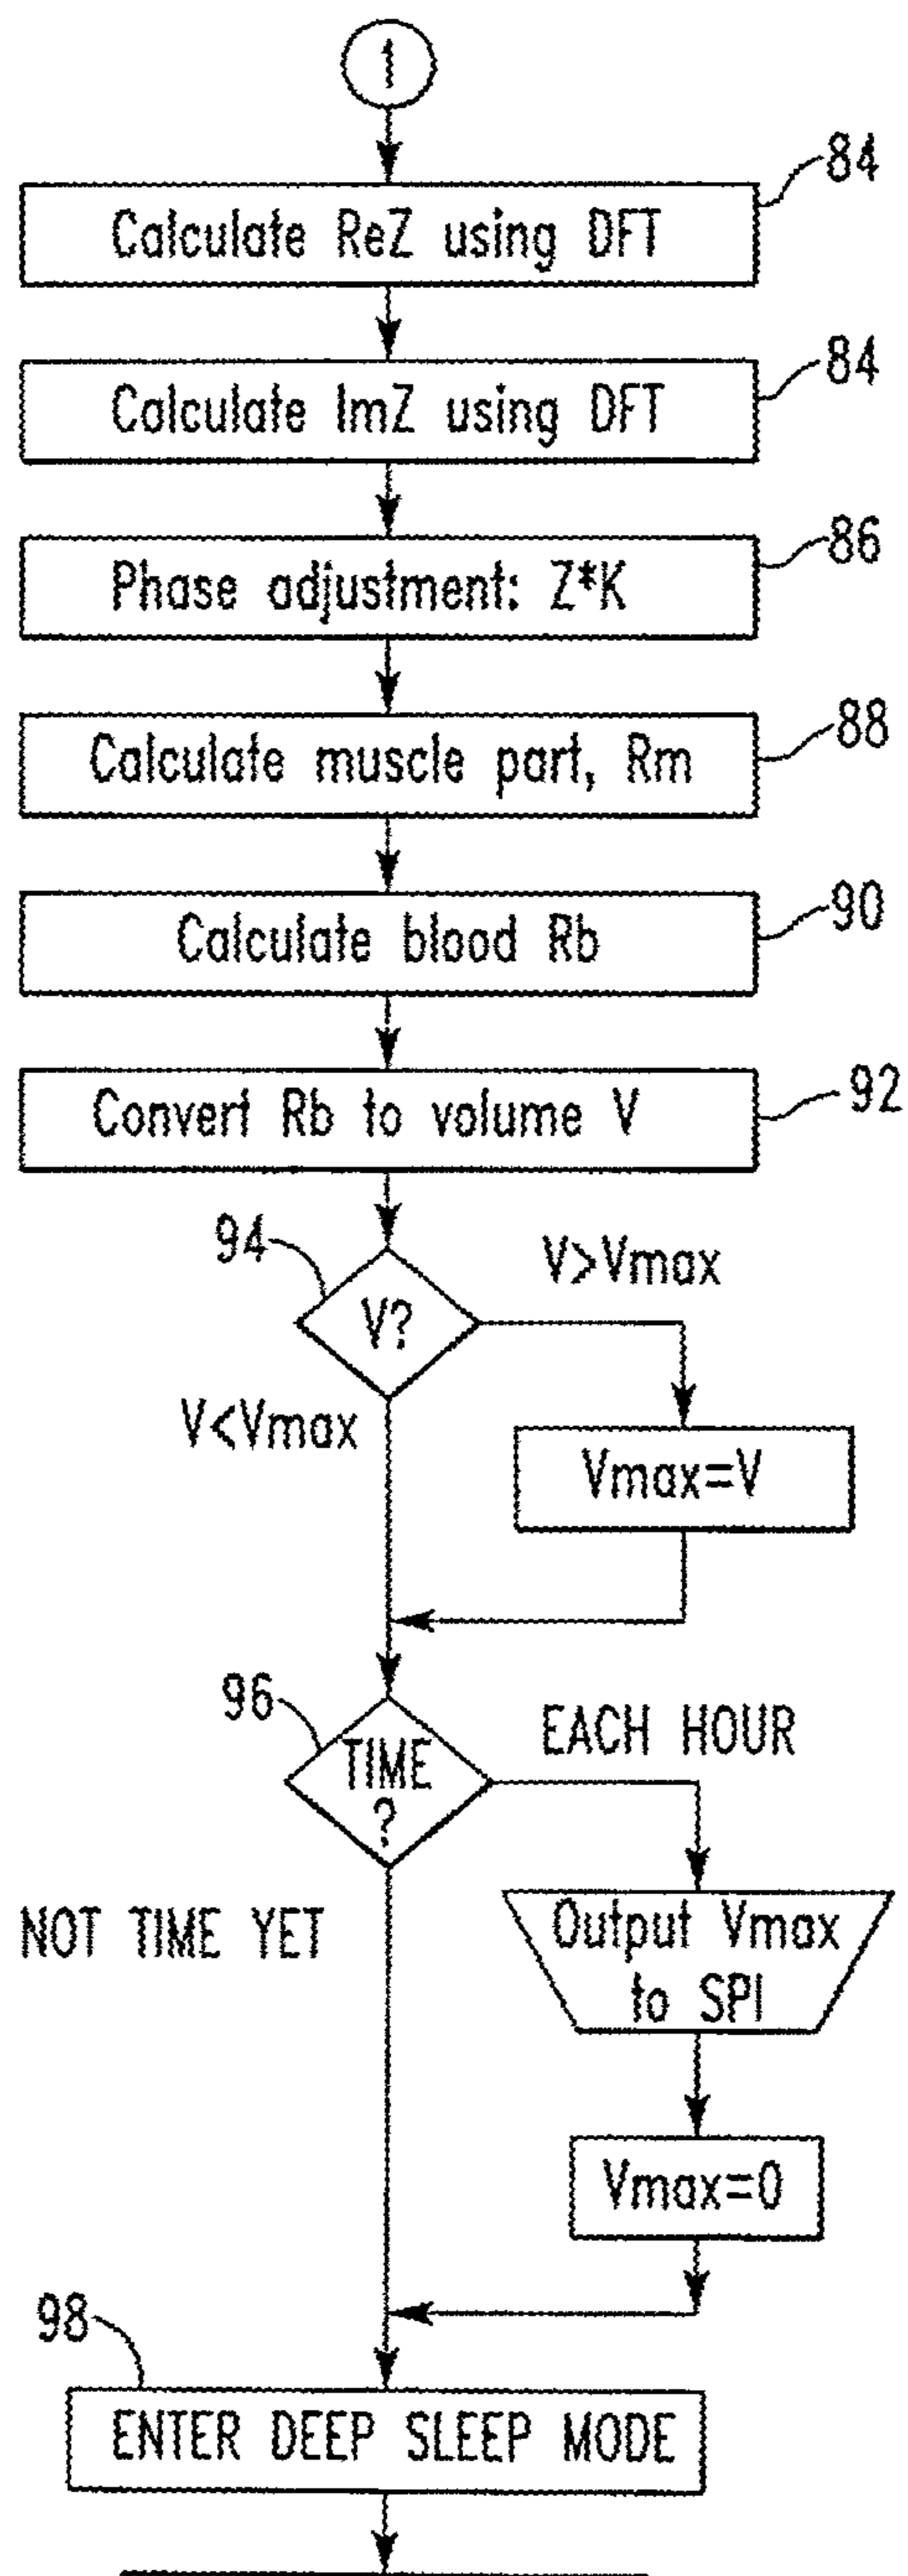 1
84
Calculate ReZ using DFT
84
Calculate ImZ using DFT
86
Phase adjustment: Z*K
88
Calculate muscle part, Rm
90
Calculate blood Rb
92
Convert Rb to volume V
94
V?
V>Vmax
V<Vmax
Vmax=V
96
TIME
?
EACH HOUR
NOT TIME YET
Output Vmax
to SPI
Vmax=0
98
ENTER DEEP SLEEP MODE